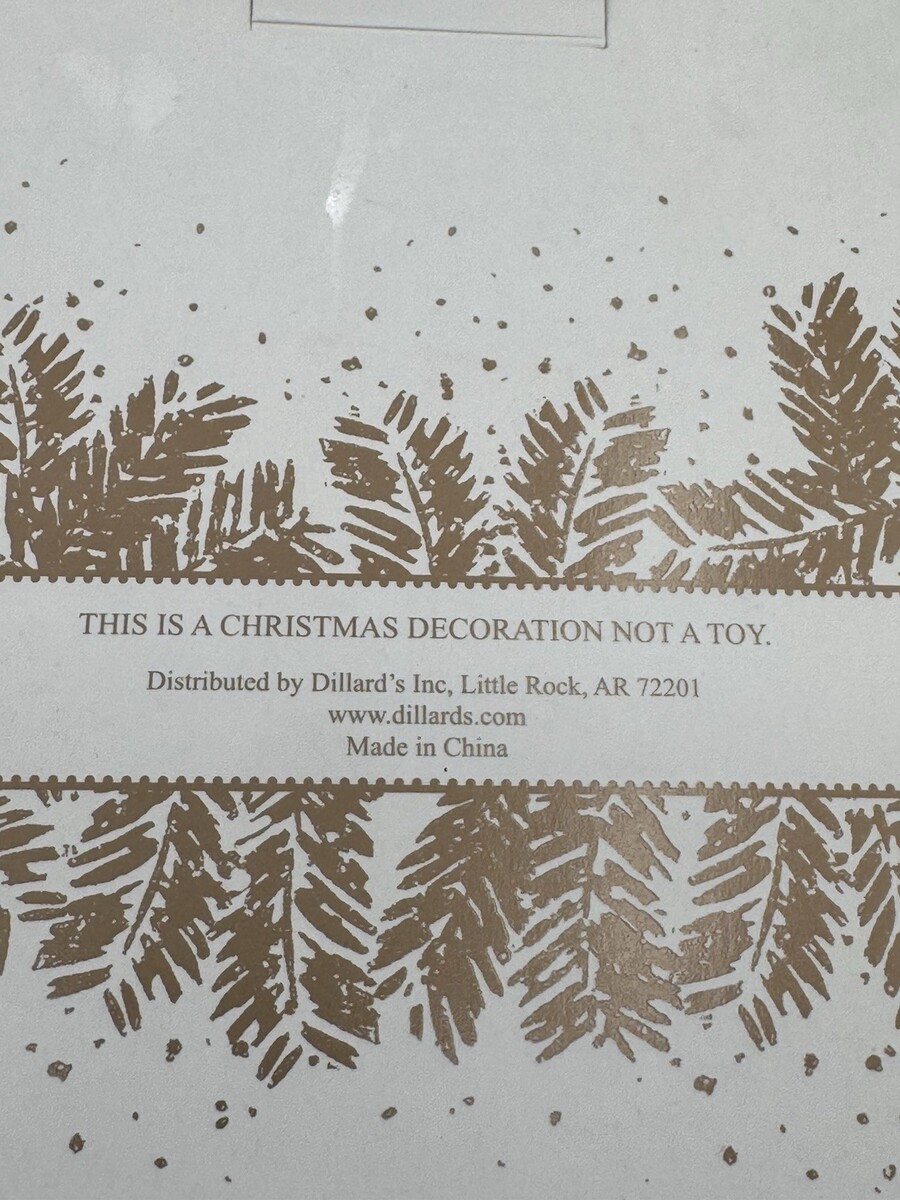 THIS IS A CHRISTMAS DECORATION NOT A TOY.
Distributed by Dillard's Inc, Little Rock, AR 72201
www.dillards.com
Made in China